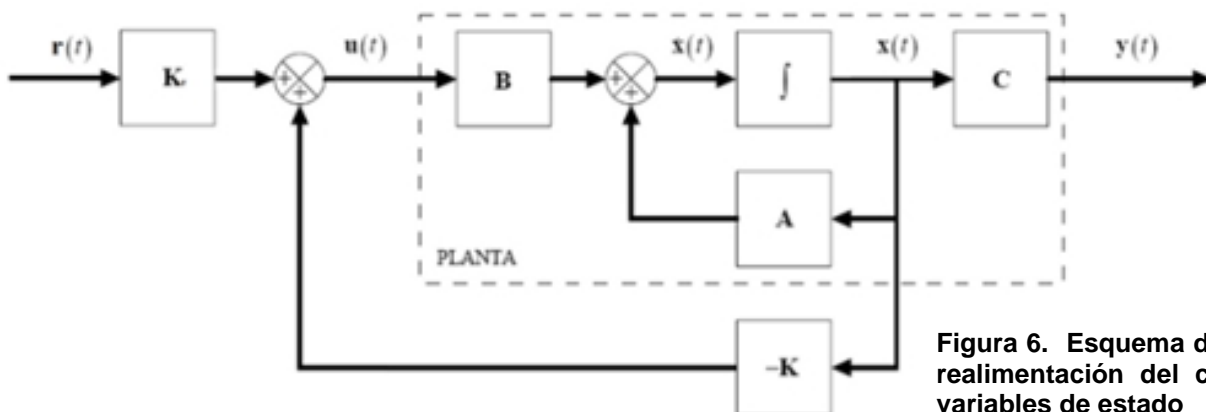 r(t)
u(t)
ẋ(t)
x(t)
y(t)
K.
B
∫
C
A
PLANTA
-K
Figura 6. Esquema d
realimentación del c
variables de estado